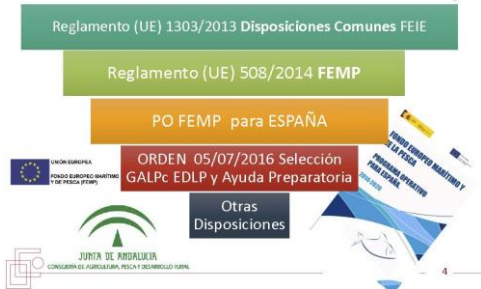 Reglamento (UE) 1303/2013 Disposiciones Comunes FEIE
Reglamento (UE) 508/2014 FEMP
PO FEMP para ESPAÑA
ORDEN 05/07/2016 Selección
GALPc EDLP y Ayuda Preparatoria
Otras
Disposiciones
UNIÓN EUROPEA
FONDO EUROPEO MARÍTIMO
Y DE PESCA (FEMP)
FONDO EUROPEO MARÍTIMO Y
DE LA PESCA
PROGRAMA OPERATIVO
PARA ESPAÑA
2014-2020
JUNTA DE ANDALUCIA
CONSEJERÍA DE AGRICULTURA, PESCA Y DESARROLLO RURAL
4